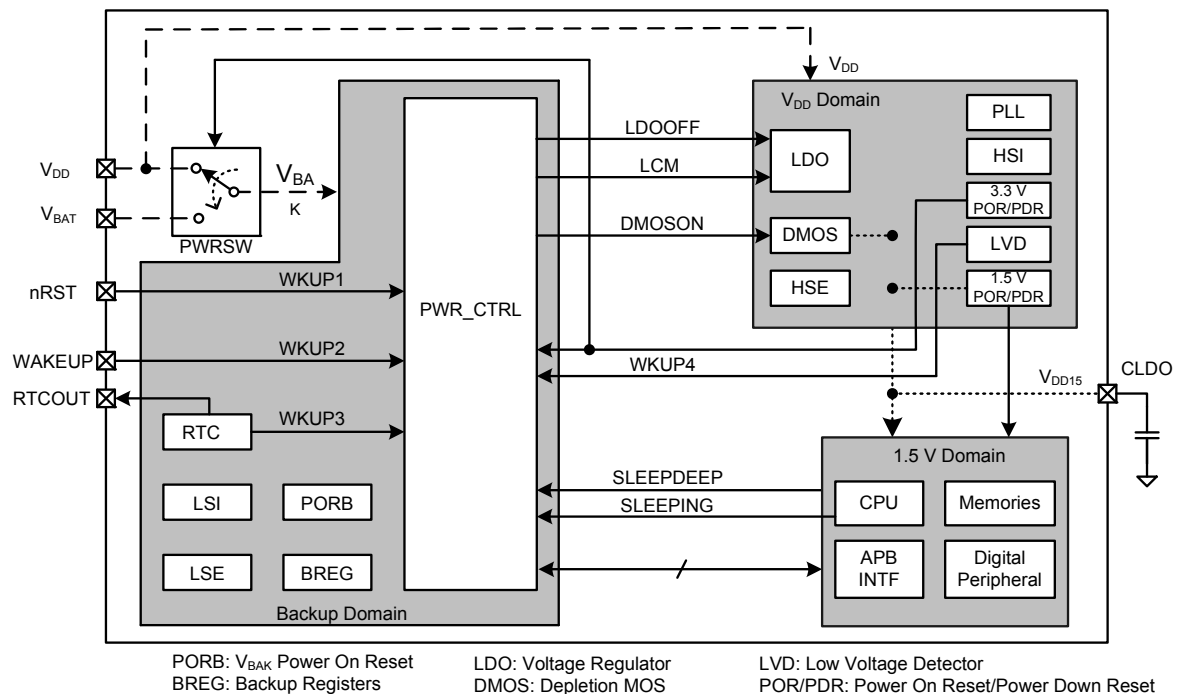 VDD
VDD Domain
PLL
LDOOFF
LDO
LCM
HSI
VDD
VBA
K
3.3 V
POR/PDR
VBAT
PWRSW
DMOSON
DMOS
LVD
nRST
WKUP1
HSE
1.5 V
POR/PDR
PWR_CTRL
WAKEUP
WKUP2
WKUP4
CLDO
VDD15
RTCOUT
RTC
WKUP3
1.5 V Domain
SLEEPDEEP
CPU
Memories
LSI
PORB
SLEEPING
LSE
BREG
APB
INTF
Digital
Peripheral
Backup Domain
PORB: VBAK Power On Reset
LDO: Voltage Regulator
LVD: Low Voltage Detector
BREG: Backup Registers
DMOS: Depletion MOS
POR/PDR: Power On Reset/Power Down Reset